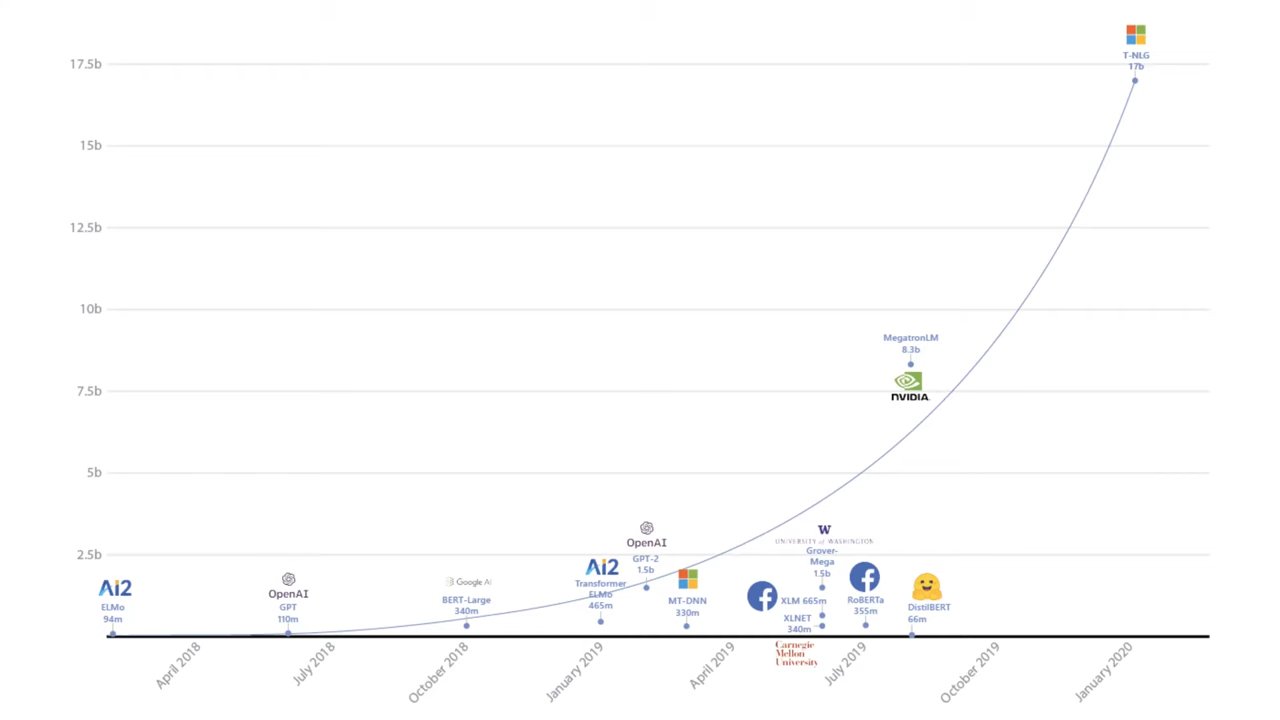 17.5b
15b
12.5b
10b
7.5b
5b
2.5b
T-NLG
17b
MegatronLM
8.3b
NVIDIA
Ai2
ELMo
94m
OpenAI
GPT
110m
Google AI
BERT-Large
340m
Ai2
Transformer
ELMo
465m
OpenAI
GPT-2
1.5b
MT-DNN
330m
W
UNIVERSITY of WASHINGTON
Grover-
Mega
1.5b
XLM 665m
XLNET
340m
Carnegie
Mellon
University
RoBERTa
355m
DistilBERT
66m
April 2018
July 2018
October 2018
January 2019
April 2019
July 2019
October 2019
January 2020